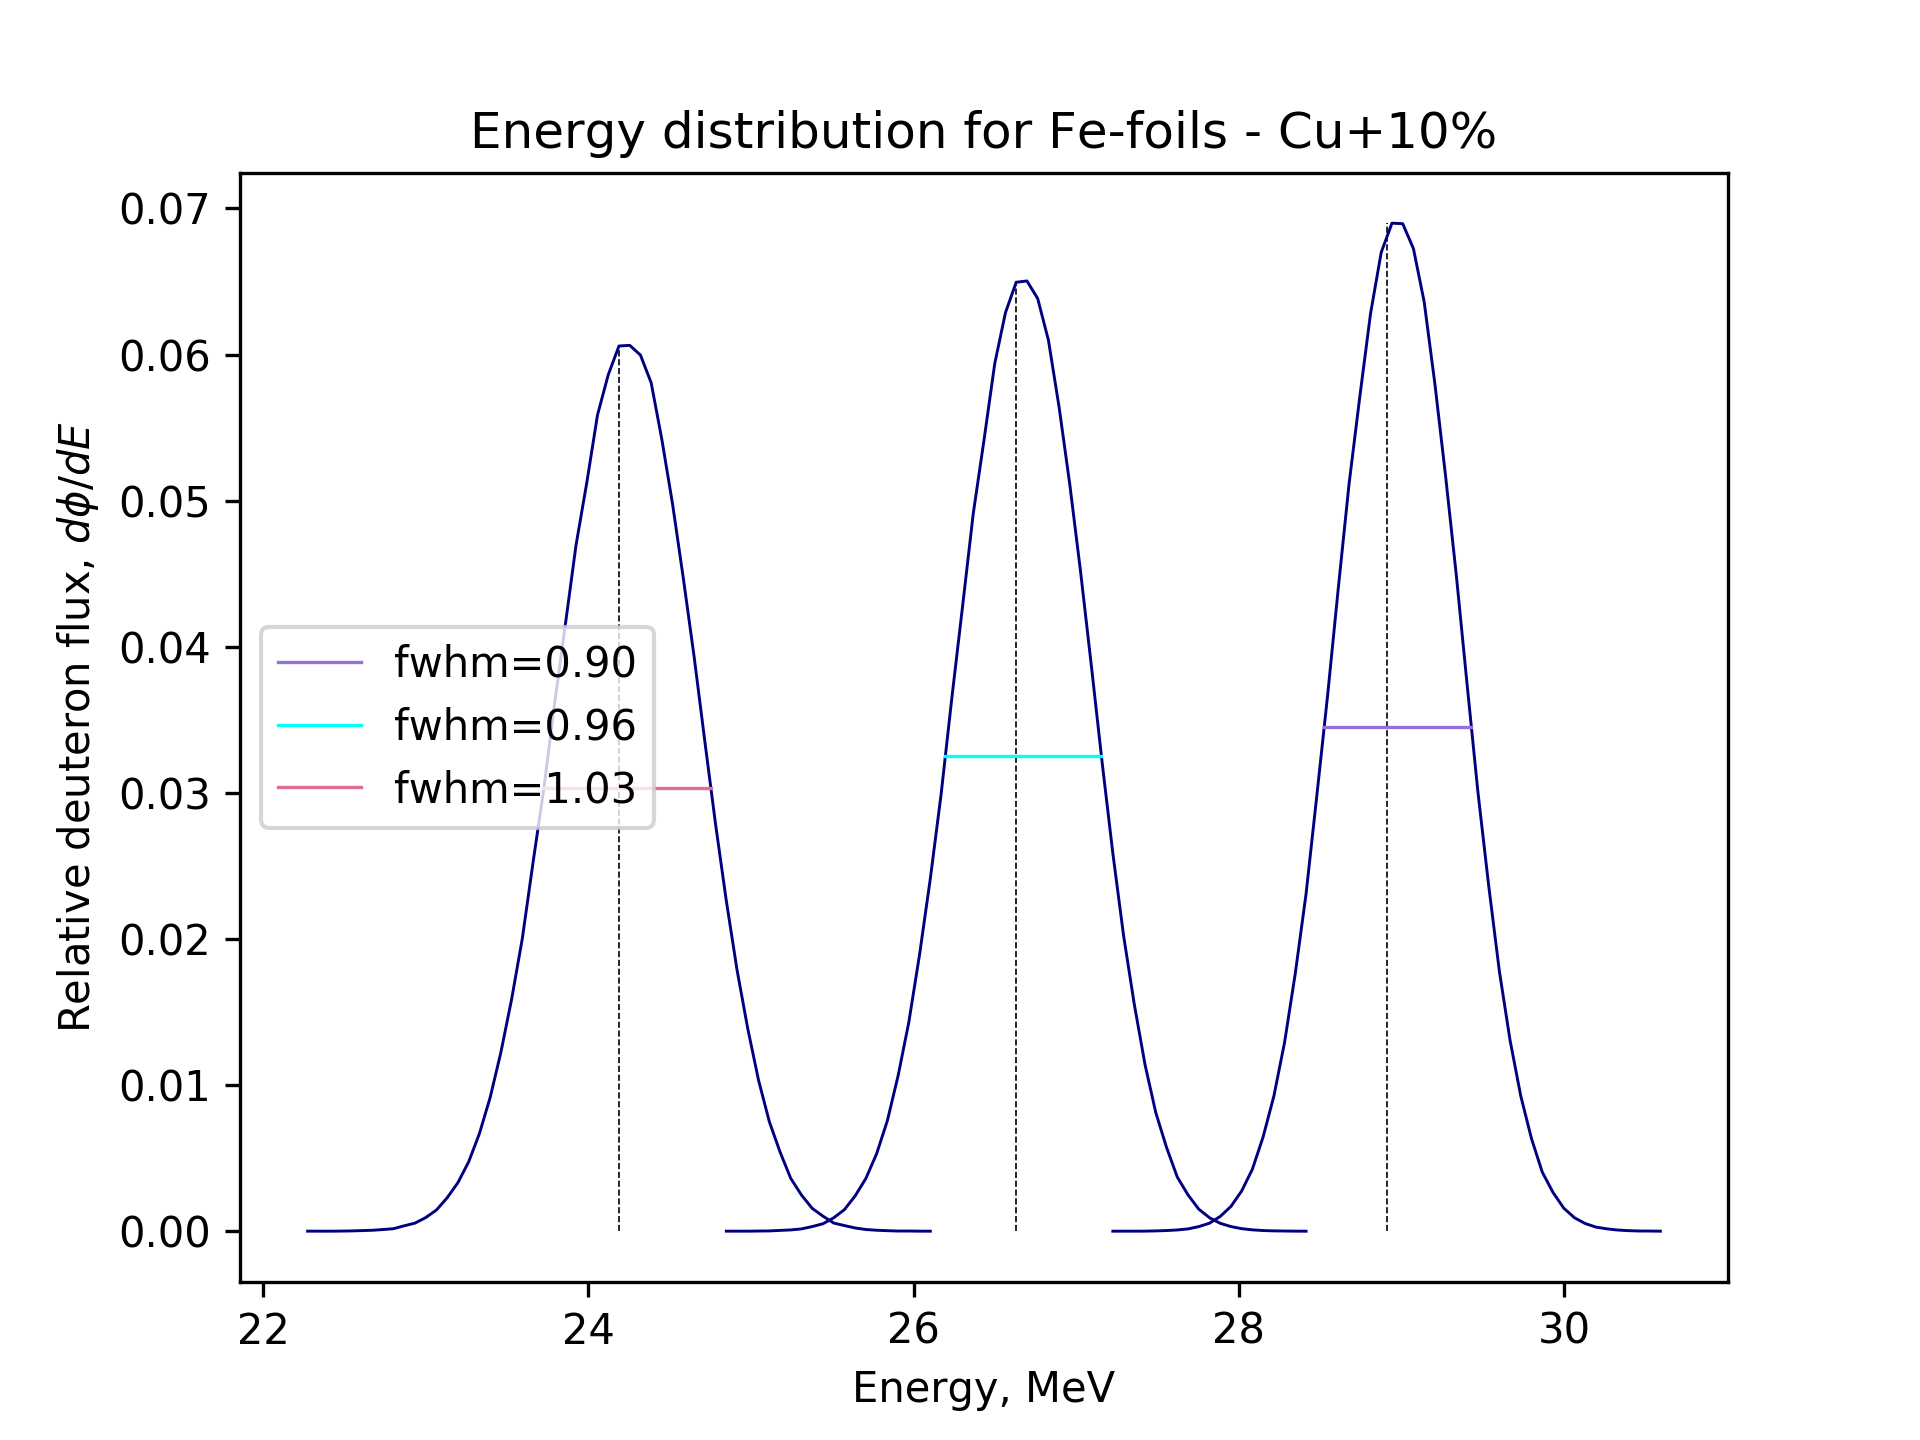 Energy distribution for Fe-foils - Cu+10%
Relative deuteron flux, dϕ/dE
0.07
0.06
0.05
0.04
0.03
0.02
0.01
0.00
fwhm=0.90
fwhm=0.96
fwhm=1.03
22 24 26 28 30
Energy, MeV